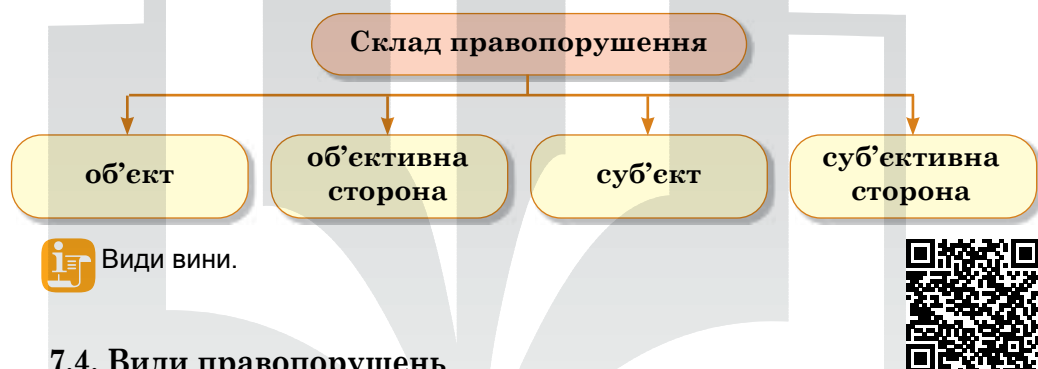 Склад правопорушення
об’єкт
об’єктивна
сторона
суб’єкт
суб’єктивна
сторона
Види вини.
7.4. Види правопорушень